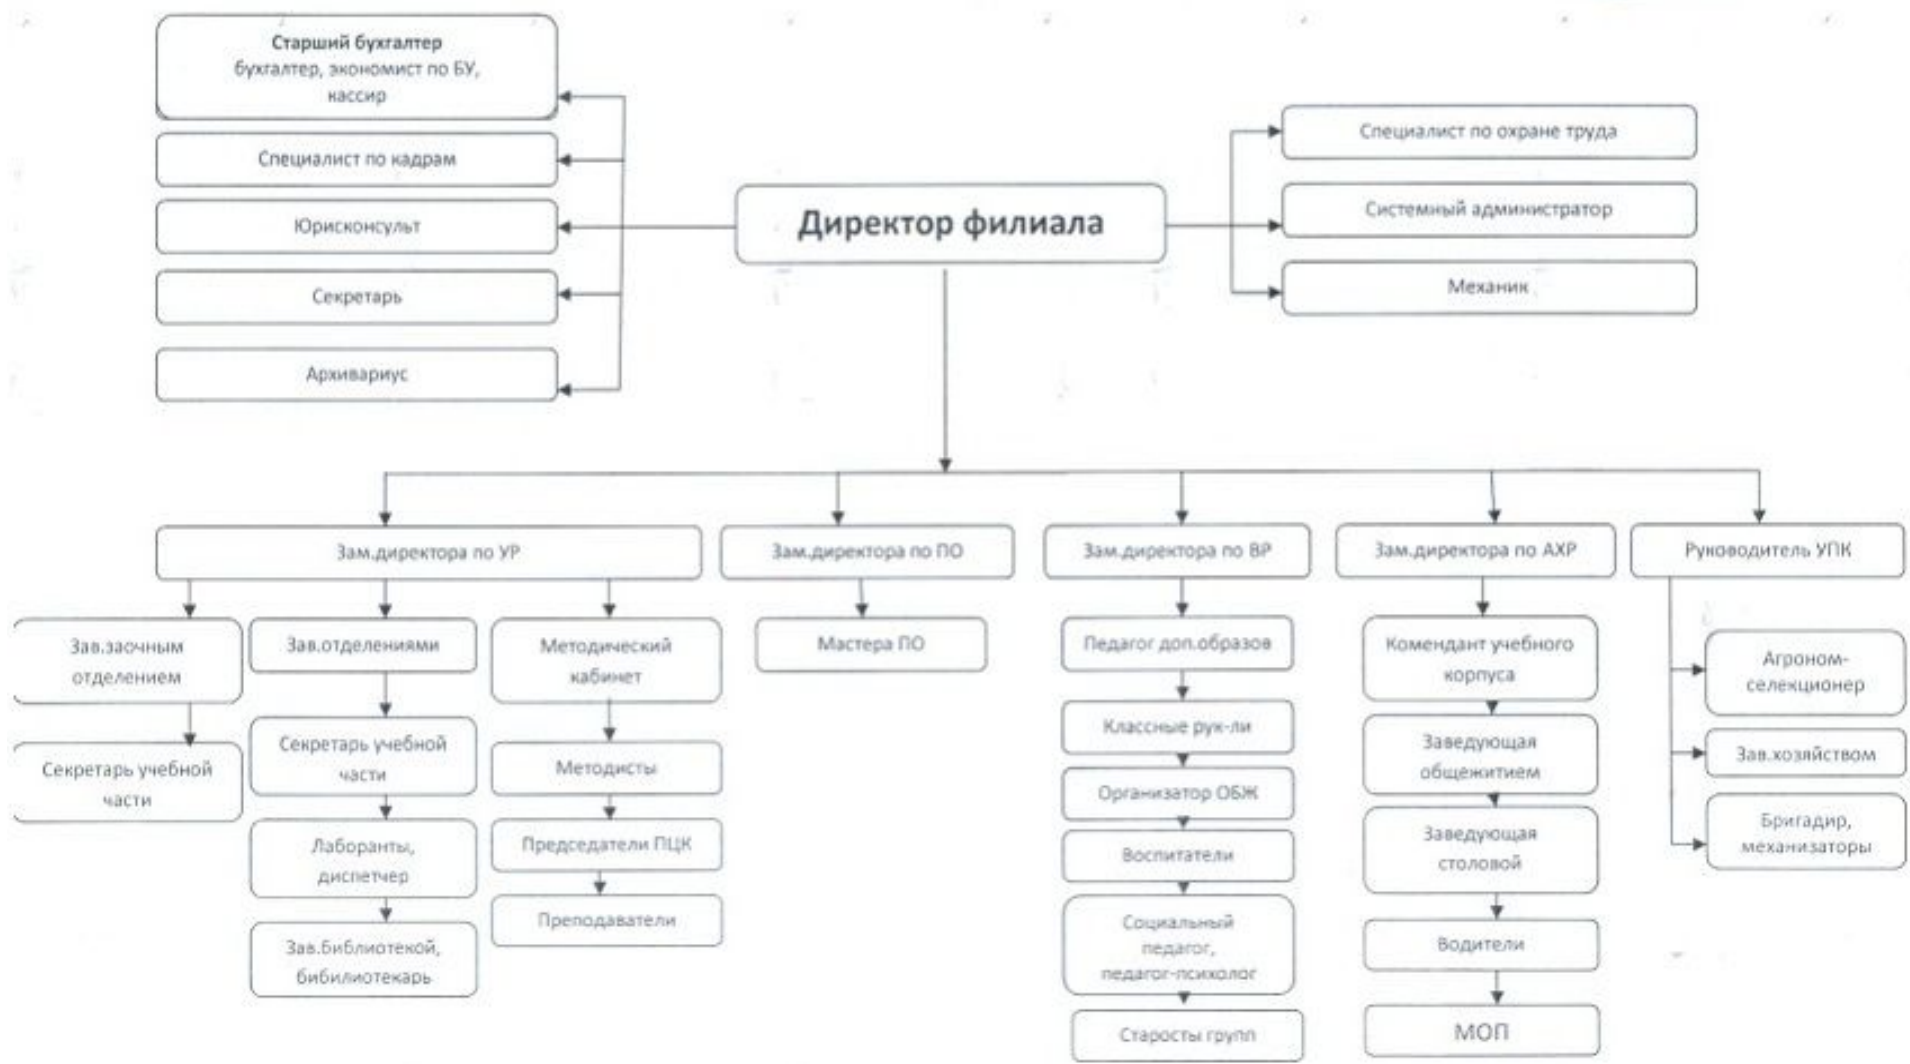 Старший бухгалтер
бухгалтер, экономист по БУ,
кассир
Специалист по кадрам
Юрисконсульт
Секретарь
Архивариус
Директор филиала
Специалист по охране труда
Системный администратор
Механик
Зам.директора по УР
Зам.директора по ПО
Зам.директора по ВР
Зам.директора по АХР
Руководитель УПК
Зав.заочным
отделением
Секретарь учебной
части
Зав.отделениями
Секретарь учебной
части
Лаборанты,
диспетчер
Зав.библиотекой,
бибилиотекарь
Методический
кабинет
Методисты
Председатели ПЦК
Преподаватели
Мастера ПО
Педагог доп.образов
Классные рук-ли
Организатор ОБЖ
Воспитатели
Социальный
педагог,
педагог-психолог
Старосты групп
Комендант учебного
корпуса
Заведующая
общежитием
Заведующая
столовой
Водители
МОП
Агроном-
селекционер
Зав.хозяйством
Бригадир,
механизаторы